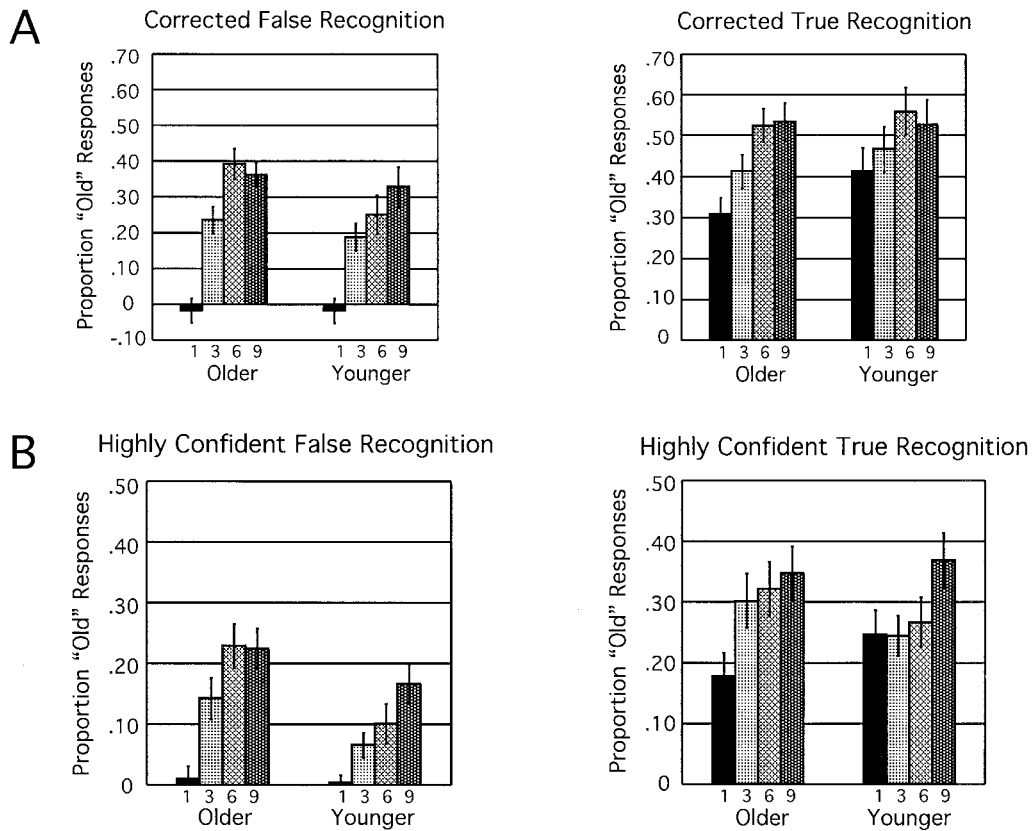 A
Corrected False Recognition
Proportion “Old” Responses
.70
.60
.50
.40
.30
.20
.10
0
-.10
1 3 6 9 1 3 6 9
Older Younger
Corrected True Recognition
Proportion “Old” Responses
.70
.60
.50
.40
.30
.20
.10
0
1 3 6 9 1 3 6 9
Older Younger
B
Highly Confident False Recognition
Proportion “Old” Responses
.50
.40
.30
.20
.10
0
1 3 6 9 1 3 6 9
Older Younger
Highly Confident True Recognition
Proportion “Old” Responses
.50
.40
.30
.20
.10
0
1 3 6 9 1 3 6 9
Older Younger